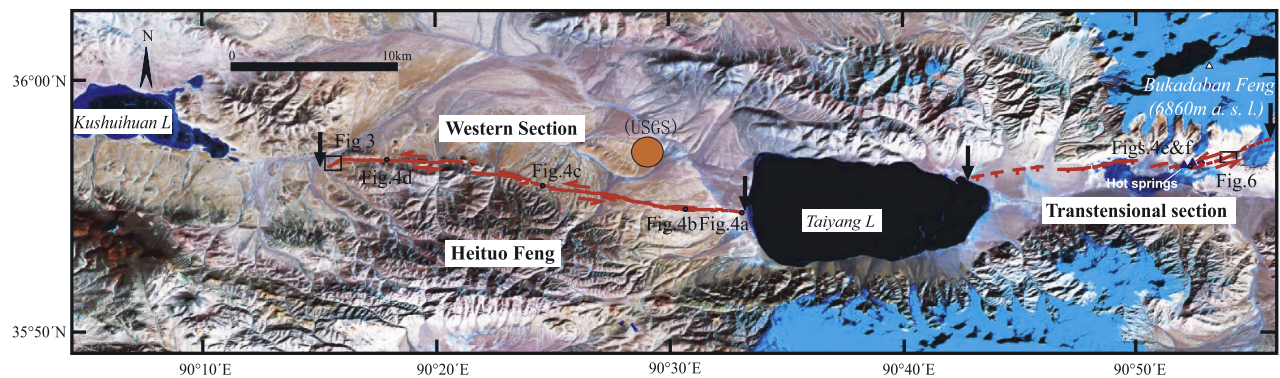 N
0
10km
36°00´N
Kushuihuan L
Bukadaban Feng
(6860m a. s. l.)
Western Section
(USGS)
Fig.3
Figs.4e&f
Fig.4d
Fig.4c
Hot springs
Fig.6
Fig.4b
Fig.4a
Taiyang L
Transtensional section
Heituo Feng
35°50´N
90°10´E
90°20´E
90°30´E
90°40´E
90°50´E